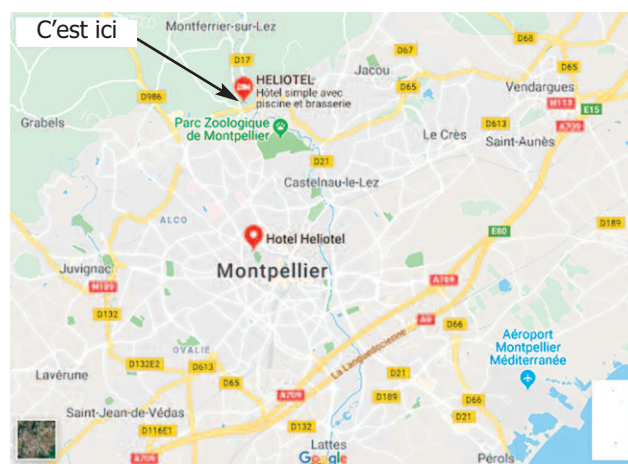 C'est ici
Montferrier-sur-Lez
D68
D67
D17
D65
Jacou
HELIOTEL
Hôtel simple avec
piscine et brasserie
D65
Vendargues
D986
N113
E15
Grabels
Parc Zoologique
de Montpellier
Le Crès
D613
A709
Saint-Aunès
D21
Castelnau-le-Lez
ALCO
D189
E80
Hotel Heliotel
Juvignac
Montpellier
A709
N109
D132
A9
D66
Aéroport
Montpellier
Méditerranée
La Languedocienne
OVALIE
D132E2
D613
D21
Lavérune
D65
A709
D189
D66
Saint-Jean-de-Védas
D21
D116E1
D132
Lattes
A709
Google
Pérols